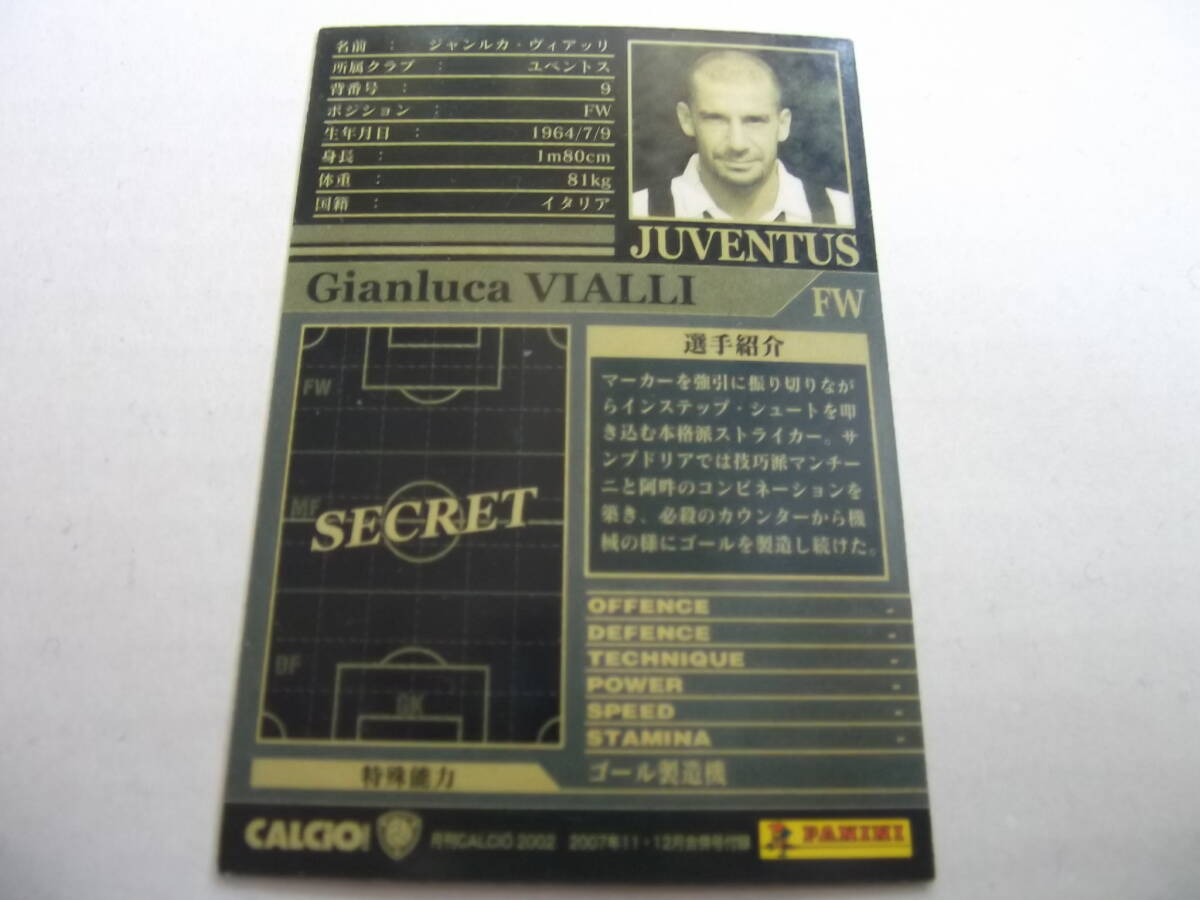 名前 : ジャンルカ・ヴィアッリ
所属クラブ : ユベントス
背番号 : 9
ポジション : FW
生年月日 : 1964/7/9
身長 : 1m80cm
体重 : 81kg
国籍 : イタリア
JUVENTUS
Gianluca VIALLI
FW
FW
MF
SECRET
DF
GK
選手紹介
マーカーを強引に振り切りなが
らインステップ・シュートを叩
き込む本格派ストライカー。サ
ンプドリアでは技巧派マンチー
ニと阿吽のコンビネーションを
築き、必殺のカウンターから機
械の様にゴールを製造し続けた。
OFFENCE -
DEFENCE -
TECHNIQUE -
POWER -
SPEED -
STAMINA -
特殊能力 ゴール製造機
CALCIO! 月刊CALCIO 2002 2007年11・12月合併号付録 PANINI